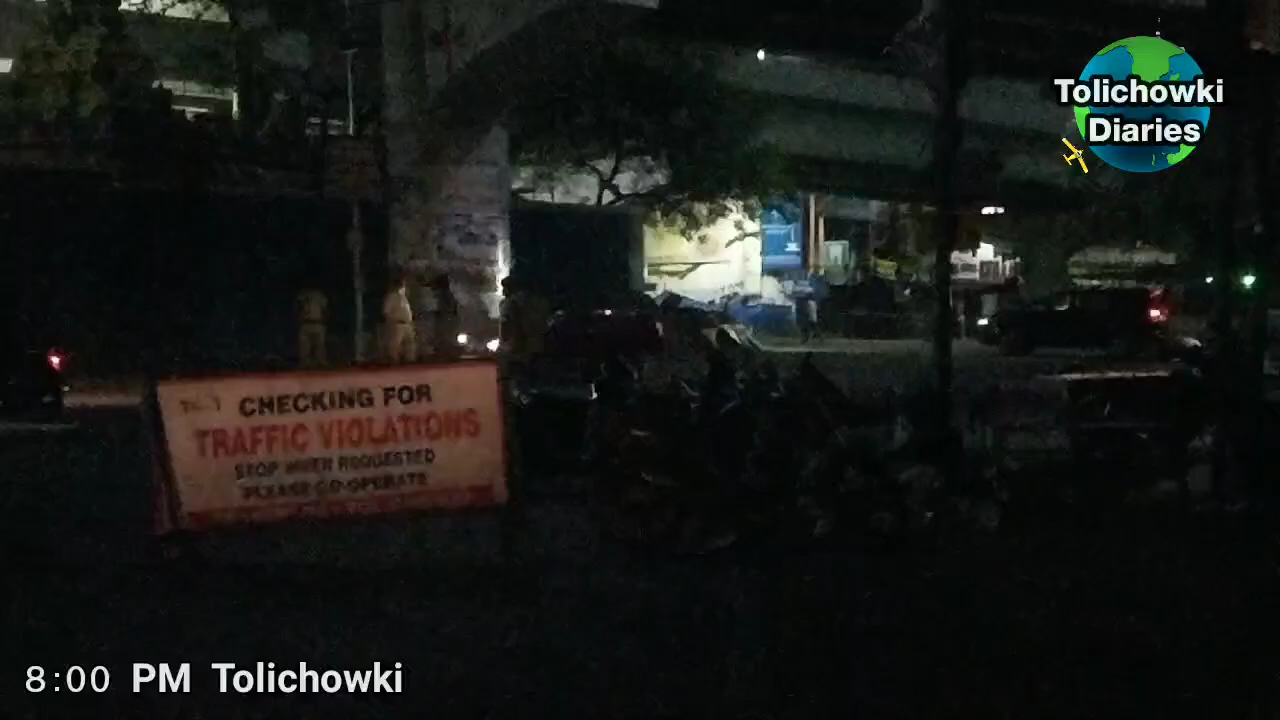 Tolichowki
Diaries
CHECKING FOR
TRAFFIC VIOLATIONS
STOP WHEN REQUESTED
PLEASE CO-OPERATE
8:00 PM Tolichowki